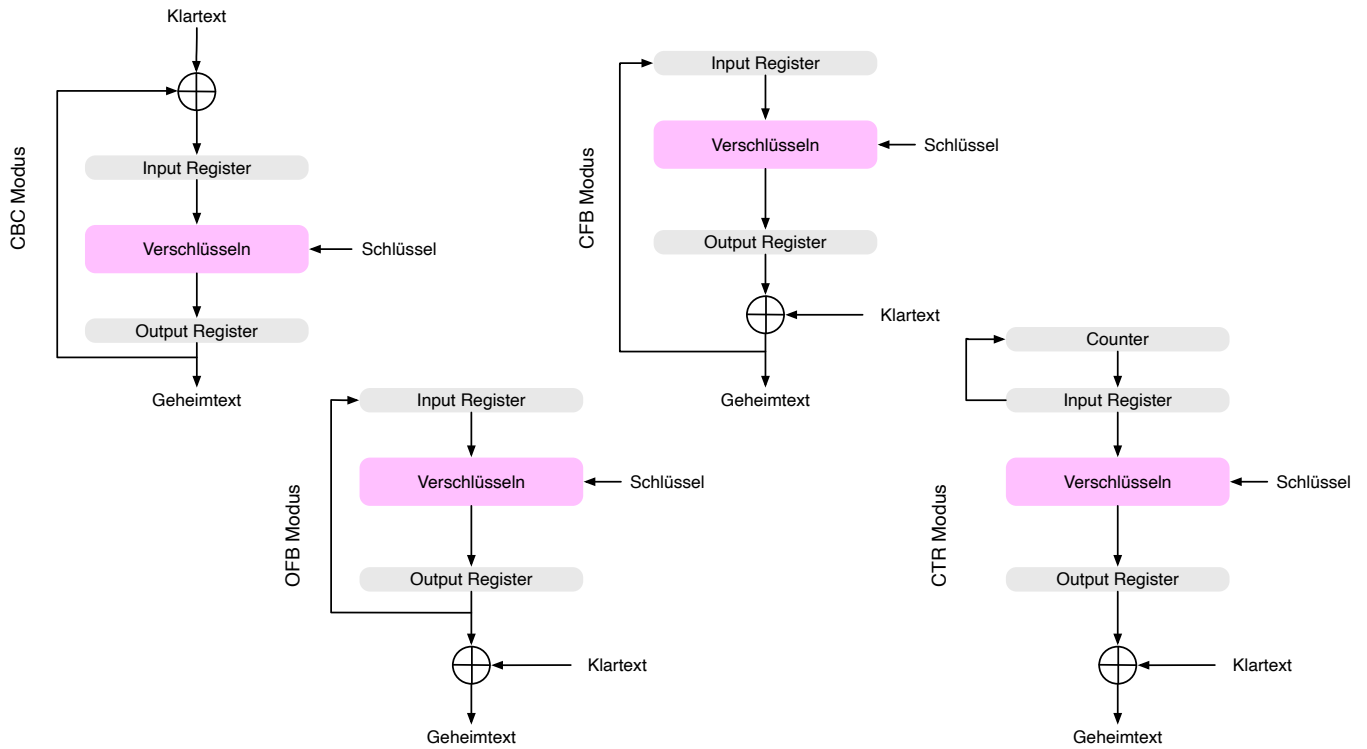 Klartext
CBC Modus
Input Register
Verschlüsseln
Schlüssel
Output Register
Geheimtext
CFB Modus
Input Register
Verschlüsseln
Schlüssel
Output Register
Klartext
Geheimtext
OFB Modus
Input Register
Verschlüsseln
Schlüssel
Output Register
Klartext
Geheimtext
CTR Modus
Counter
Input Register
Verschlüsseln
Schlüssel
Output Register
Klartext
Geheimtext